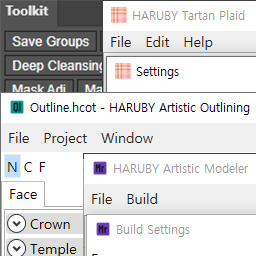 Toolkit
HARUBY Tartan Plaid
Save Groups
File Edit Help
Deep Cleansing
Settings
Mask Adj
Outline.hcot - HARUBY Artistic Outlining
File Project Window
N C F
HARUBY Artistic Modeler
Face
File Build
Crown
Build Settings
Temple